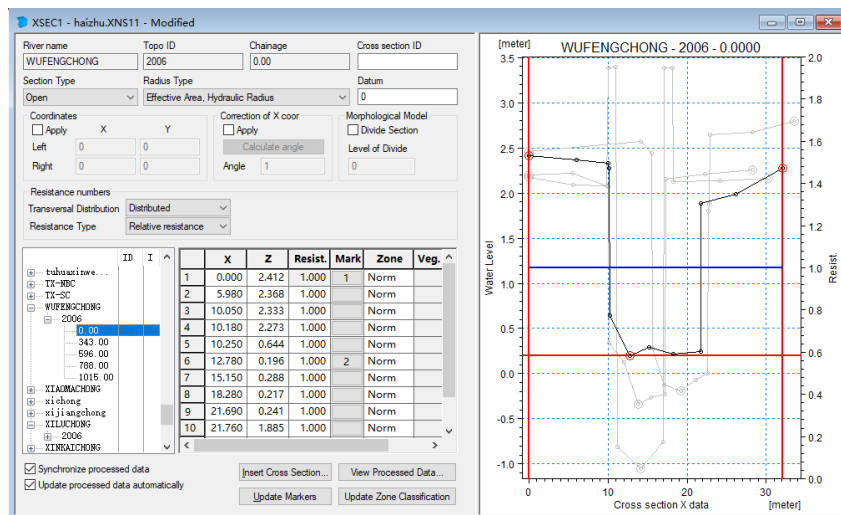 XSEC1 - haizhu.XNS11 - Modified
River name Topo ID Chainage Cross section ID
WUFENGCHONG 2006 0.00
Section Type Radius Type Datum
Open Effective Area, Hydraulic Radius 0
Coordinates Correction of X coor Morphological Model
Apply X Y Apply Divide Section
Left 0 0 Calculate angle Level of Divide
Right 0 0 Angle 1 0
Resistance numbers
Transversal Distribution Distributed
Resistance Type Relative resistance
ID I
tuhuaxinwe...
TX-NBC
TX-SC
WUFENGCHONG
2006
0.00
343.00
596.00
788.00
1015.00
XIAOMACHONG
xichong
xijiangchong
XILUCHONG
2006
XINKAICHONG
X Z Resist. Mark Zone Veg.
1 0.000 2.412 1.000 1 Norm
2 5.980 2.368 1.000 Norm
3 10.050 2.333 1.000 Norm
4 10.180 2.273 1.000 Norm
5 10.250 0.644 1.000 Norm
6 12.780 0.196 1.000 2 Norm
7 15.150 0.288 1.000 Norm
8 18.280 0.217 1.000 Norm
9 21.690 0.241 1.000 Norm
10 21.760 1.885 1.000 Norm
Synchronize processed data
Update processed data automatically
Insert Cross Section... View Processed Data...
Update Markers Update Zone Classification
[meter] WUFENGCHONG - 2006 - 0.0000
3.5
3.0
2.5
2.0
1.5
1.0
0.5
0.0
-0.5
-1.0
Water Level
2.0
1.8
1.6
1.4
1.2
1.0
0.8
0.6
0.4
0.2
0.0
Resist.
0 10 20 30
Cross section X data [meter]